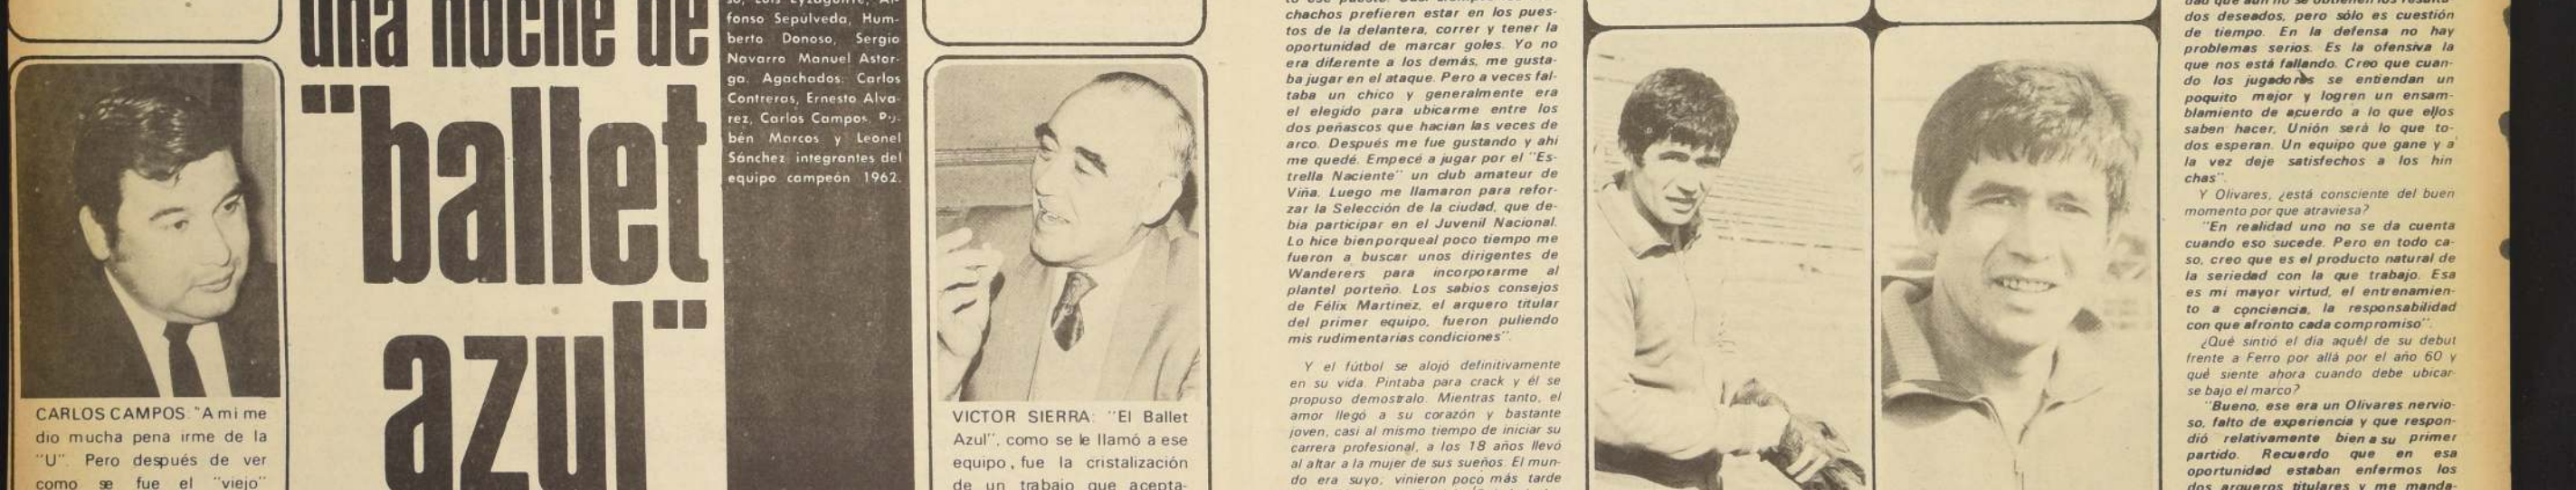 una noche de
"ballet
azul"
fonso Sepúlveda, Hum-
berto Donoso, Sergio
Navarro Manuel Astor-
ga. Agachados: Carlos
Contreras, Ernesto Alva-
rez, Carlos Campos, Ru-
bén Marcos y Leonel
Sánchez integrantes del
equipo campeón 1962.
CARLOS CAMPOS. "A mi me
dio mucha pena irme de la
"U". Pero después de ver
como se fue el "viejo"
VICTOR SIERRA: "El Ballet
Azul", como se le llamó a ese
equipo, fue la cristalización
de un trabajo que acepta-
chachos prefieren estar en los pues-
tos de la delantera, correr y tener la
oportunidad de marcar goles. Yo no
era diferente a los demás, me gusta-
ba jugar en el ataque. Pero a veces fal-
taba un chico y generalmente era
el elegido para ubicarme entre los
dos peñascos que hacian las veces de
arco. Después me fue gustando y ahí
me quedé. Empecé a jugar por el "Es-
trella Naciente" un club amateur de
Viña. Luego me llamaron para refor-
zar la Selección de la ciudad, que de-
bia participar en el Juvenil Nacional.
Lo hice bien porque al poco tiempo me
fueron a buscar unos dirigentes de
Wanderers para incorporarme al
plantel porteño. Los sabios consejos
de Félix Martinez, el arquero titular
del primer equipo, fueron puliendo
mis rudimentarias condiciones".
Y el fútbol se alojó definitivamente
en su vida. Pintaba para crack y él se
propuso demostralo. Mientras tanto, el
amor llegó a su corazón y bastante
joven, casi al mismo tiempo de iniciar su
carrera profesional, a los 18 años llevó
al altar a la mujer de sus sueños. El mun-
do era suyo; vinieron poco más tarde
dos deseados, pero sólo es cuestión
de tiempo. En la defensa no hay
problemas serios. Es la ofensiva la
que nos está fallando. Creo que cuan-
do los jugadores se entiendan un
poquito mejor y logren un ensam-
blamiento de acuerdo a lo que ellos
saben hacer, Unión será lo que to-
dos esperan. Un equipo que gane y a
la vez deje satisfechos a los hin
chas".
Y Olivares, ¿está consciente del buen
momento por que atraviesa?
"En realidad uno no se da cuenta
cuando eso sucede. Pero en todo ca-
so, creo que es el producto natural de
la seriedad con la que trabajo. Esa
es mi mayor virtud, el entrenamien-
to a conciencia, la responsabilidad
con que afronto cada compromiso".
¿Qué sintió el día aquél de su debut
frente a Ferro por allá por el año 60 y
qué siente ahora cuando debe ubicar-
se bajo el marco?
"Bueno, ese era un Olivares nervio-
so, falto de experiencia y que respon-
dió relativamente bien a su primer
partido. Recuerdo que en esa
oportunidad estaban enfermos los
dos arqueros titulares y me manda-